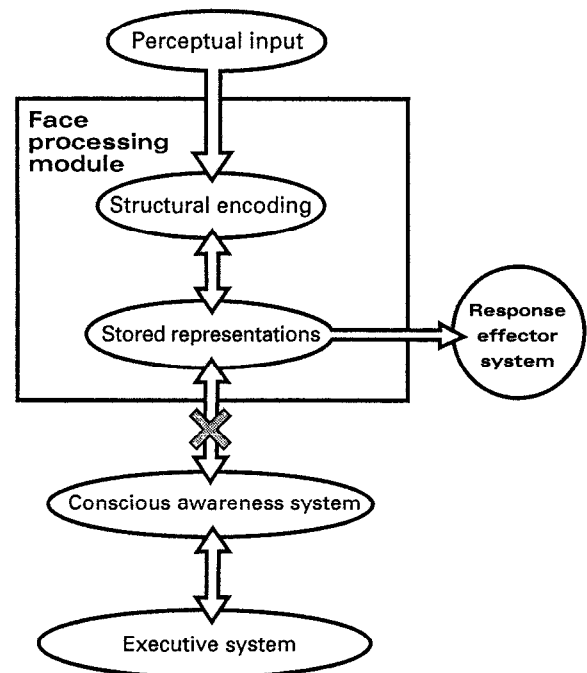 Perceptual input
Face
processing
module
Structural encoding
Stored representations
Response
effector
system
Conscious awareness system
Executive system